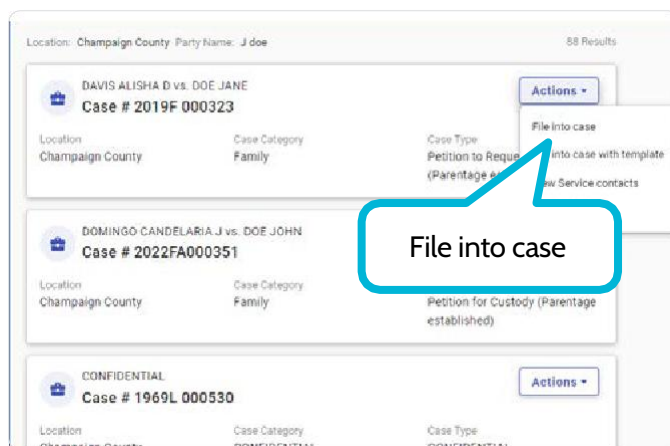 Location: Champaign County Party Name: J doe 88 Results
DAVIS ALISHA D vs. DOE JANE
Case # 2019F 000323
Actions
File into case
into case with template
Service contacts
Location Case Category Case Type
Champaign County Family Petition to
(Parentage
File into case
DOMINGO CANDELARIA J vs. DOE JOHN
Case # 2022FA000351
Location Case Category
Champaign County Family Petition for Custody (Parentage
established)
CONFIDENTIAL
Case # 1969L 000530
Actions
Location Case Category Case Type